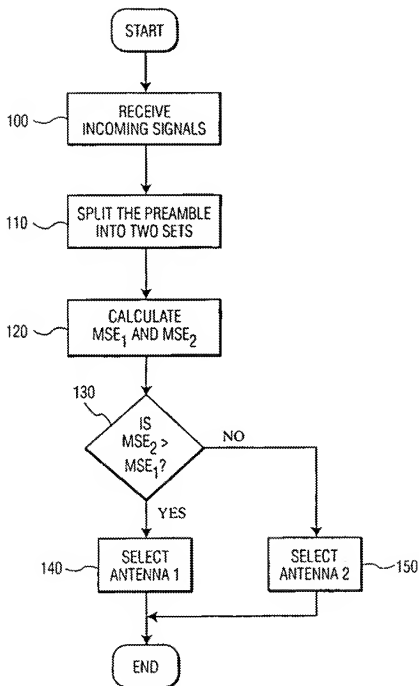 START
100
RECEIVE
INCOMING SIGNALS
110
SPLIT THE PREAMBLE
INTO TWO SETS
120
CALCULATE
MSE₁ AND MSE₂
130
IS
MSE₂ >
MSE₁?
NO
YES
140
SELECT
ANTENNA 1
SELECT
ANTENNA 2
150
END